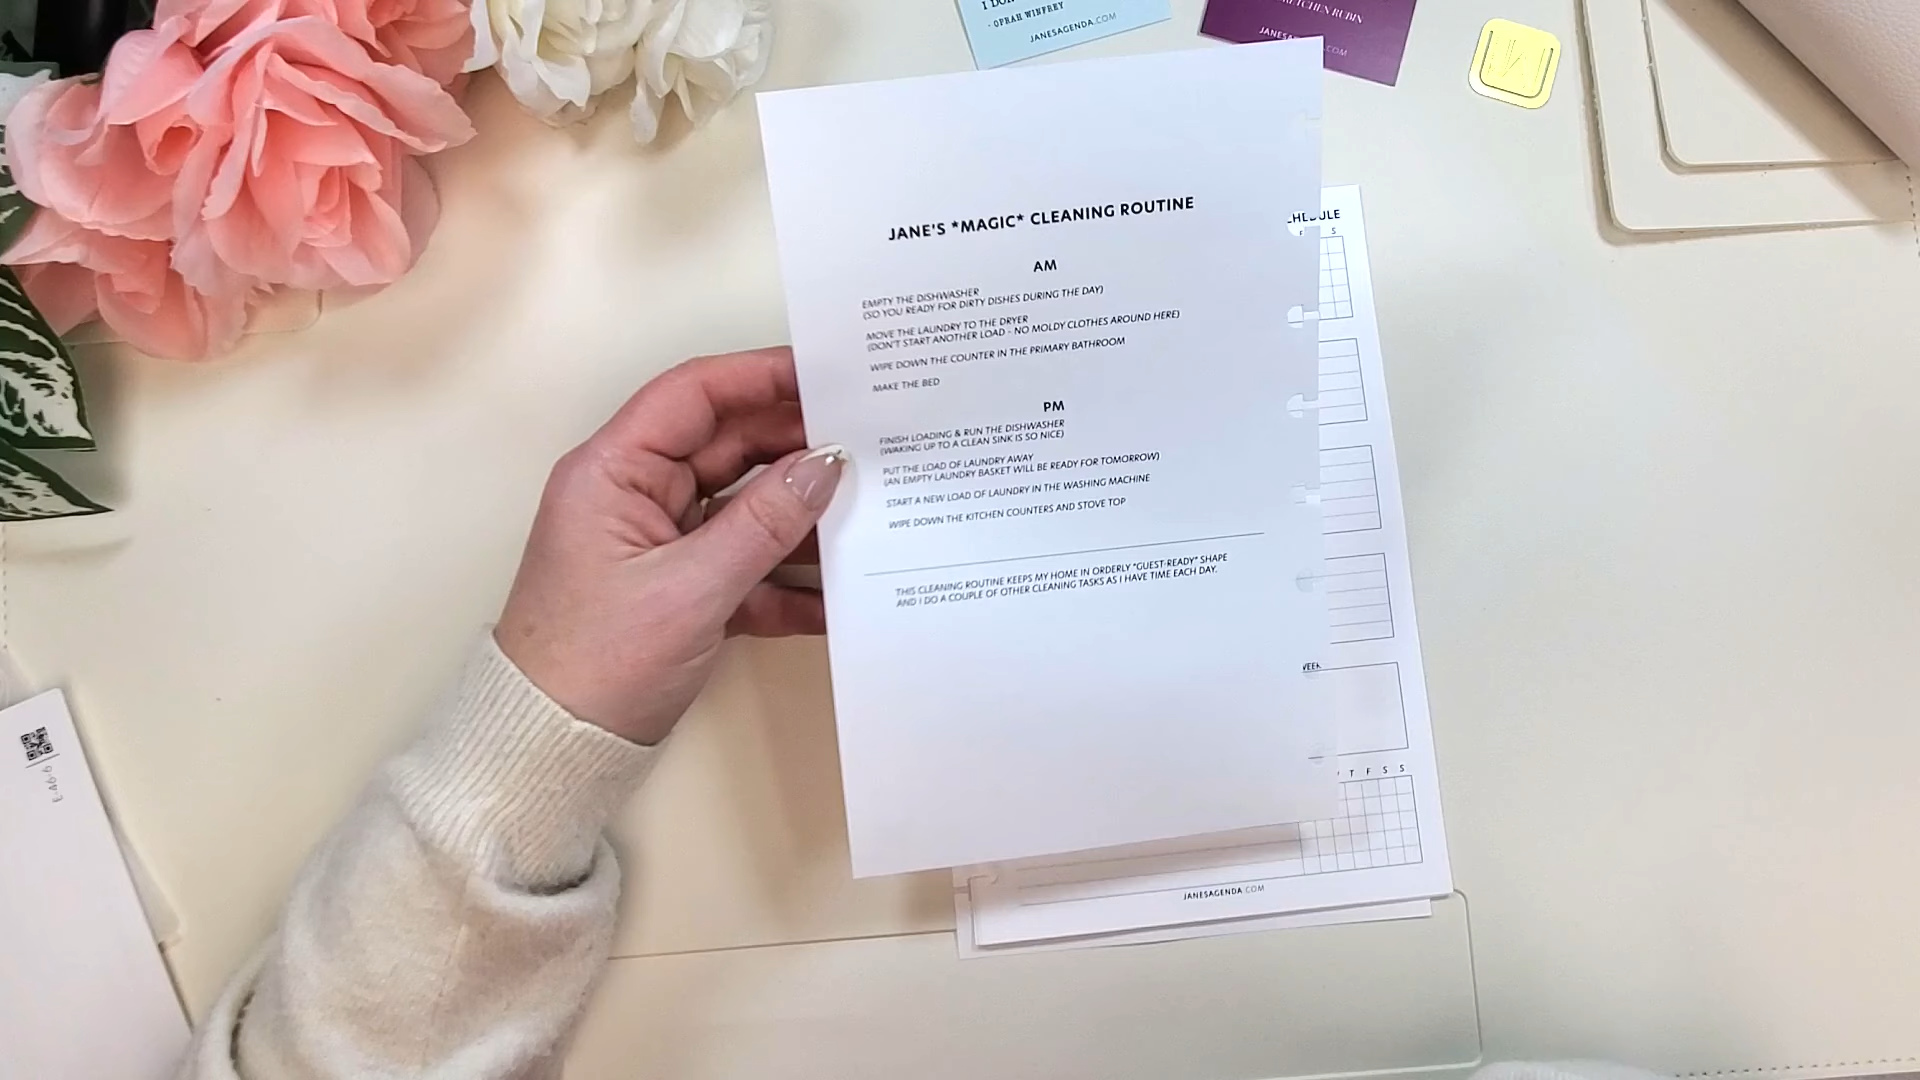 I DO
- OPRAH WINFREY
JANESAGENDA.COM
GRETCHEN RUBIN
.COM
JANE'S *MAGIC* CLEANING ROUTINE
AM
EMPTY THE DISHWASHER
(SO YOU READY FOR DIRTY DISHES DURING THE DAY)
MOVE THE LAUNDRY TO THE DRYER
(DON'T START ANOTHER LOAD - NO MOLDY CLOTHES AROUND HERE)
WIPE DOWN THE COUNTER IN THE PRIMARY BATHROOM
MAKE THE BED
PM
FINISH LOADING & RUN THE DISHWASHER
(WAKING UP TO A CLEAN SINK IS SO NICE)
PUT THE LOAD OF LAUNDRY AWAY
(AN EMPTY LAUNDRY BASKET WILL BE READY FOR TOMORROW)
START A NEW LOAD OF LAUNDRY IN THE WASHING MACHINE
WIPE DOWN THE KITCHEN COUNTERS AND STOVE TOP
THIS CLEANING ROUTINE KEEPS MY HOME IN ORDERLY "GUEST-READY" SHAPE
AND I DO A COUPLE OF OTHER CLEANING TASKS AS I HAVE TIME EACH DAY.
CHEDULE
F S
WEEK
T F S S
JANESAGENDA.COM